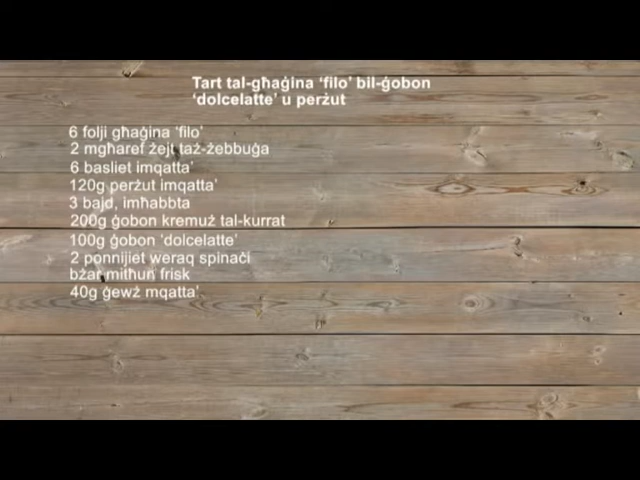 Tart tal-għaġina ‘filo’ bil-ġobon
‘dolcelatte’ u perżut
6 folji għaġina ‘filo’
2 mgħaref żejt taż-żebbuġa
6 basliet imqatta’
120g perżut imqatta’
3 bajd, imħabbta
200g ġobon kremuż tal-kurrat
100g ġobon ‘dolcelatte’
2 ponnijiet weraq spinaċi
bżar mitħun frisk
40g ġewż mqatta’